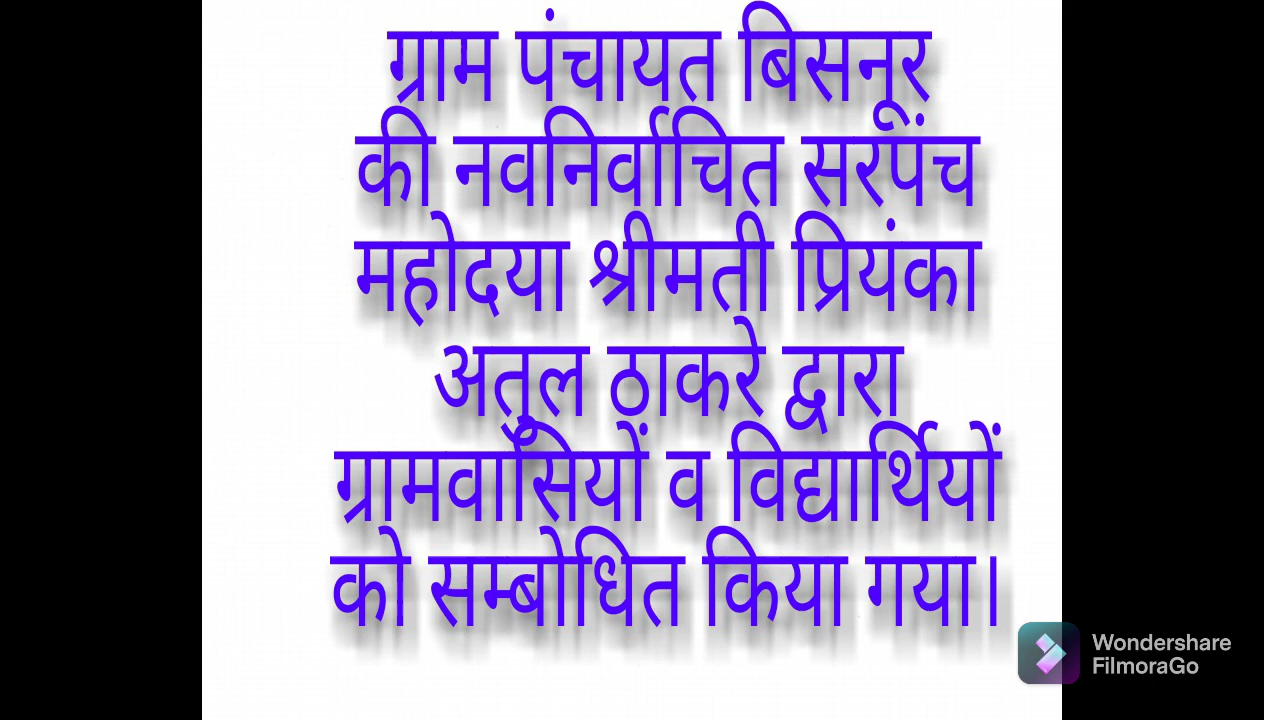 ग्राम पंचायत बिसनूर
की नवनिर्वाचित सरपंच
महोदया श्रीमती प्रियंका
अतुल ठाकरे द्वारा
ग्रामवासियों व विद्यार्थियों
को सम्बोधित किया गया।
Wondershare
FilmoraGo